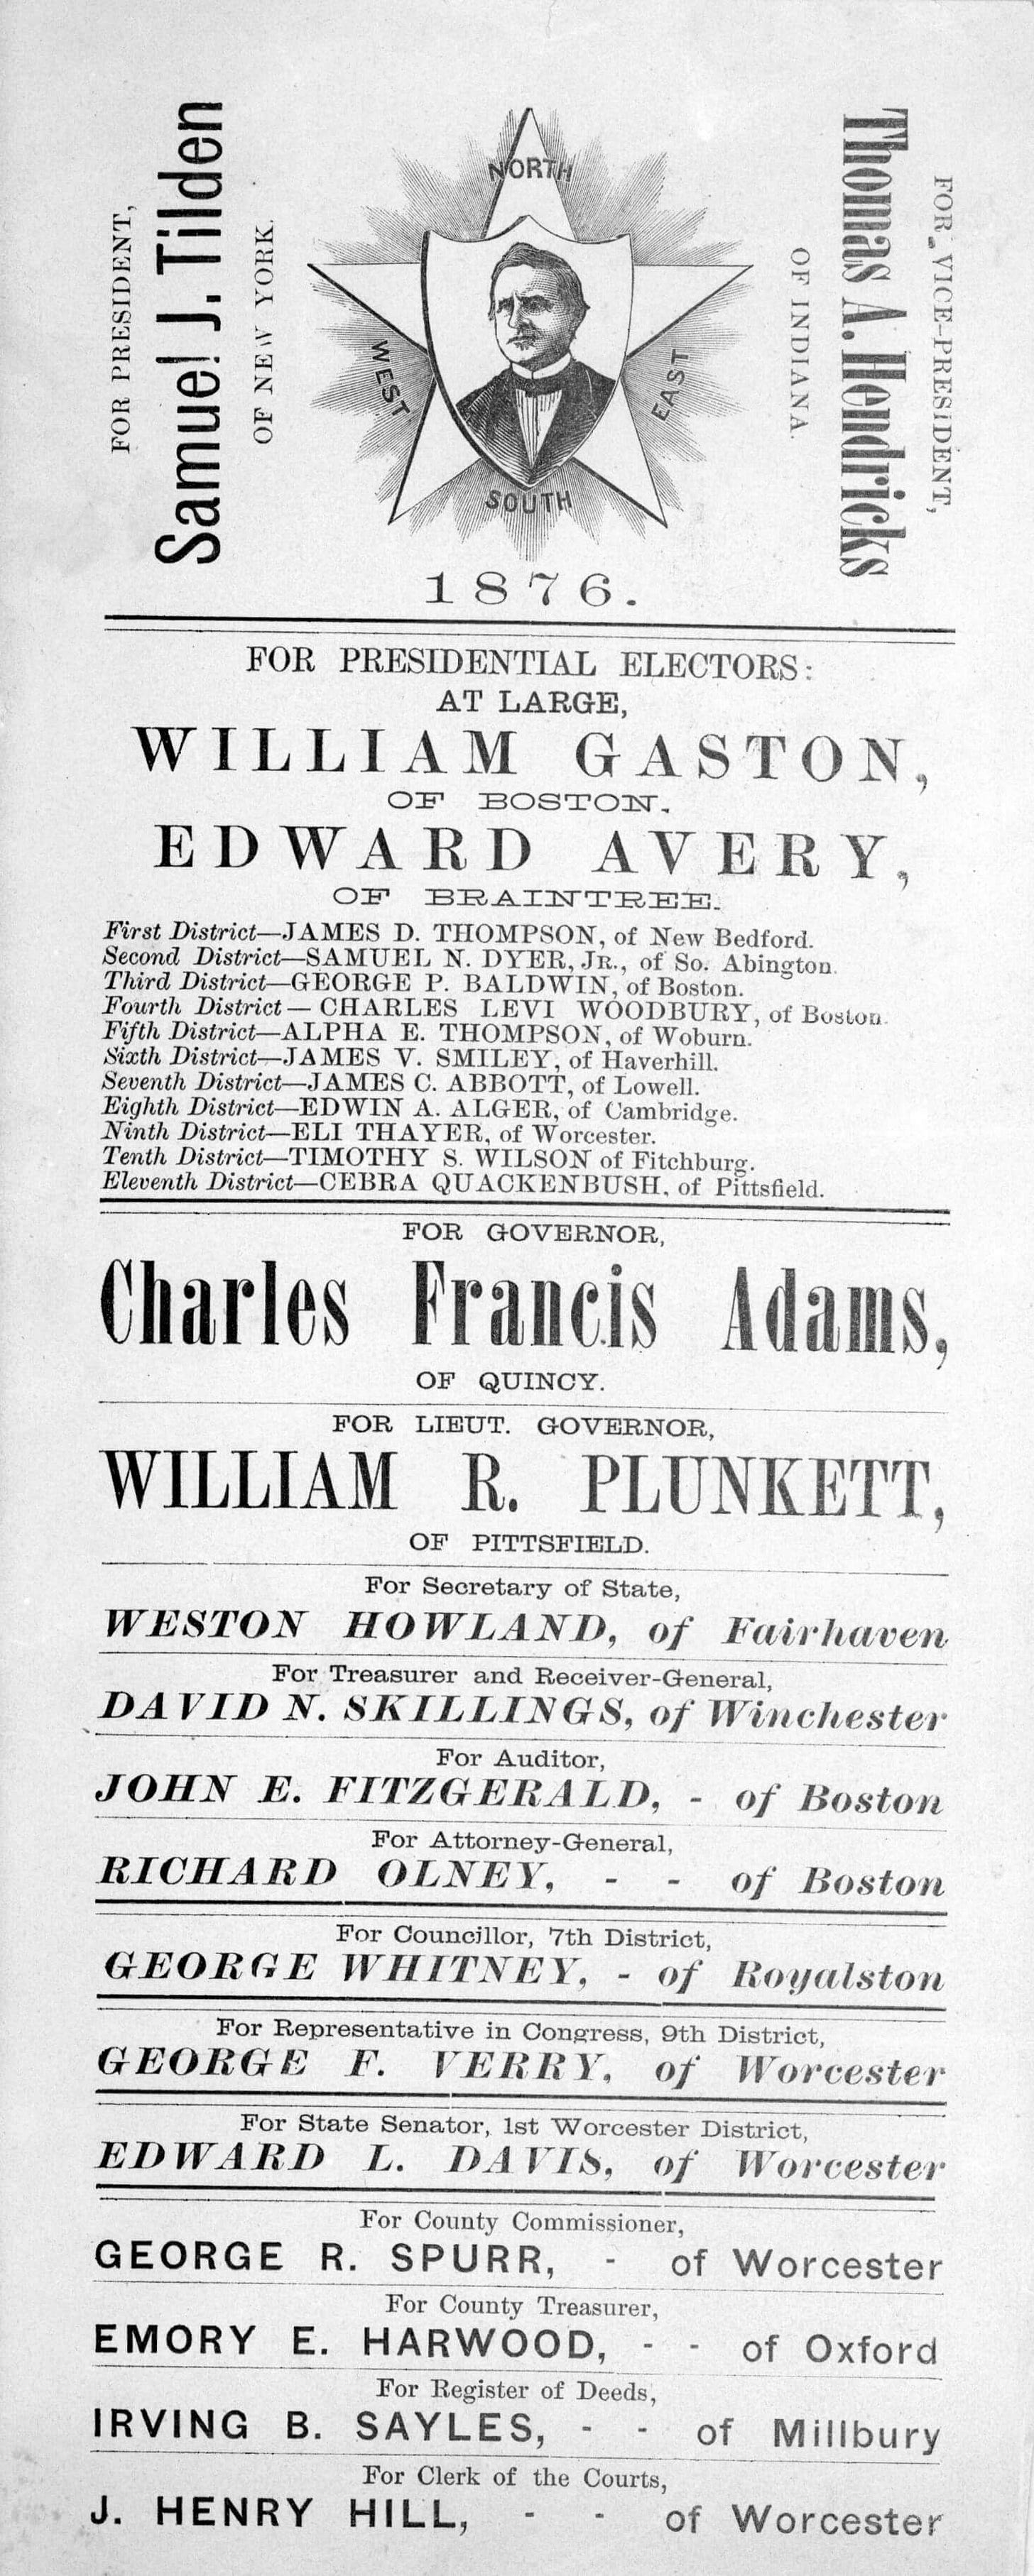 FOR PRESIDENT,
Samuel J. Tilden
OF NEW YORK.
NORTH
WEST
EAST
SOUTH
FOR VICE-PRESIDENT,
Thomas A. Hendricks
OF INDIANA.
1876.
FOR PRESIDENTIAL ELECTORS:
AT LARGE,
WILLIAM GASTON,
OF BOSTON.
EDWARD AVERY,
OF BRAINTREE.
First District—JAMES D. THOMPSON, of New Bedford.
Second District—SAMUEL N. DYER, JR., of So. Abington.
Third District—GEORGE P. BALDWIN, of Boston.
Fourth District—CHARLES LEVI WOODBURY, of Boston.
Fifth District—ALPHA E. THOMPSON, of Woburn.
Sixth District—JAMES V. SMILEY, of Haverhill.
Seventh District—JAMES C. ABBOTT, of Lowell.
Eighth District—EDWIN A. ALGER, of Cambridge.
Ninth District—ELI THAYER, of Worcester.
Tenth District—TIMOTHY S. WILSON of Fitchburg.
Eleventh District—CEBRA QUACKENBUSH, of Pittsfield.
FOR GOVERNOR,
Charles Francis Adams,
OF QUINCY.
FOR LIEUT. GOVERNOR,
WILLIAM R. PLUNKETT,
OF PITTSFIELD.
For Secretary of State,
WESTON HOWLAND, of Fairhaven
For Treasurer and Receiver-General,
DAVID N. SKILLINGS, of Winchester
For Auditor,
JOHN E. FITZGERALD, - of Boston
For Attorney-General,
RICHARD OLNEY, - - of Boston
For Councillor, 7th District,
GEORGE WHITNEY, - of Royalston
For Representative in Congress, 9th District,
GEORGE F. VERRY, of Worcester
For State Senator, 1st Worcester District,
EDWARD L. DAVIS, of Worcester
For County Commissioner,
GEORGE R. SPURR, - of Worcester
For County Treasurer,
EMORY E. HARWOOD, - - of Oxford
For Register of Deeds,
IRVING B. SAYLES, - - of Millbury
For Clerk of the Courts,
J. HENRY HILL, - - of Worcester